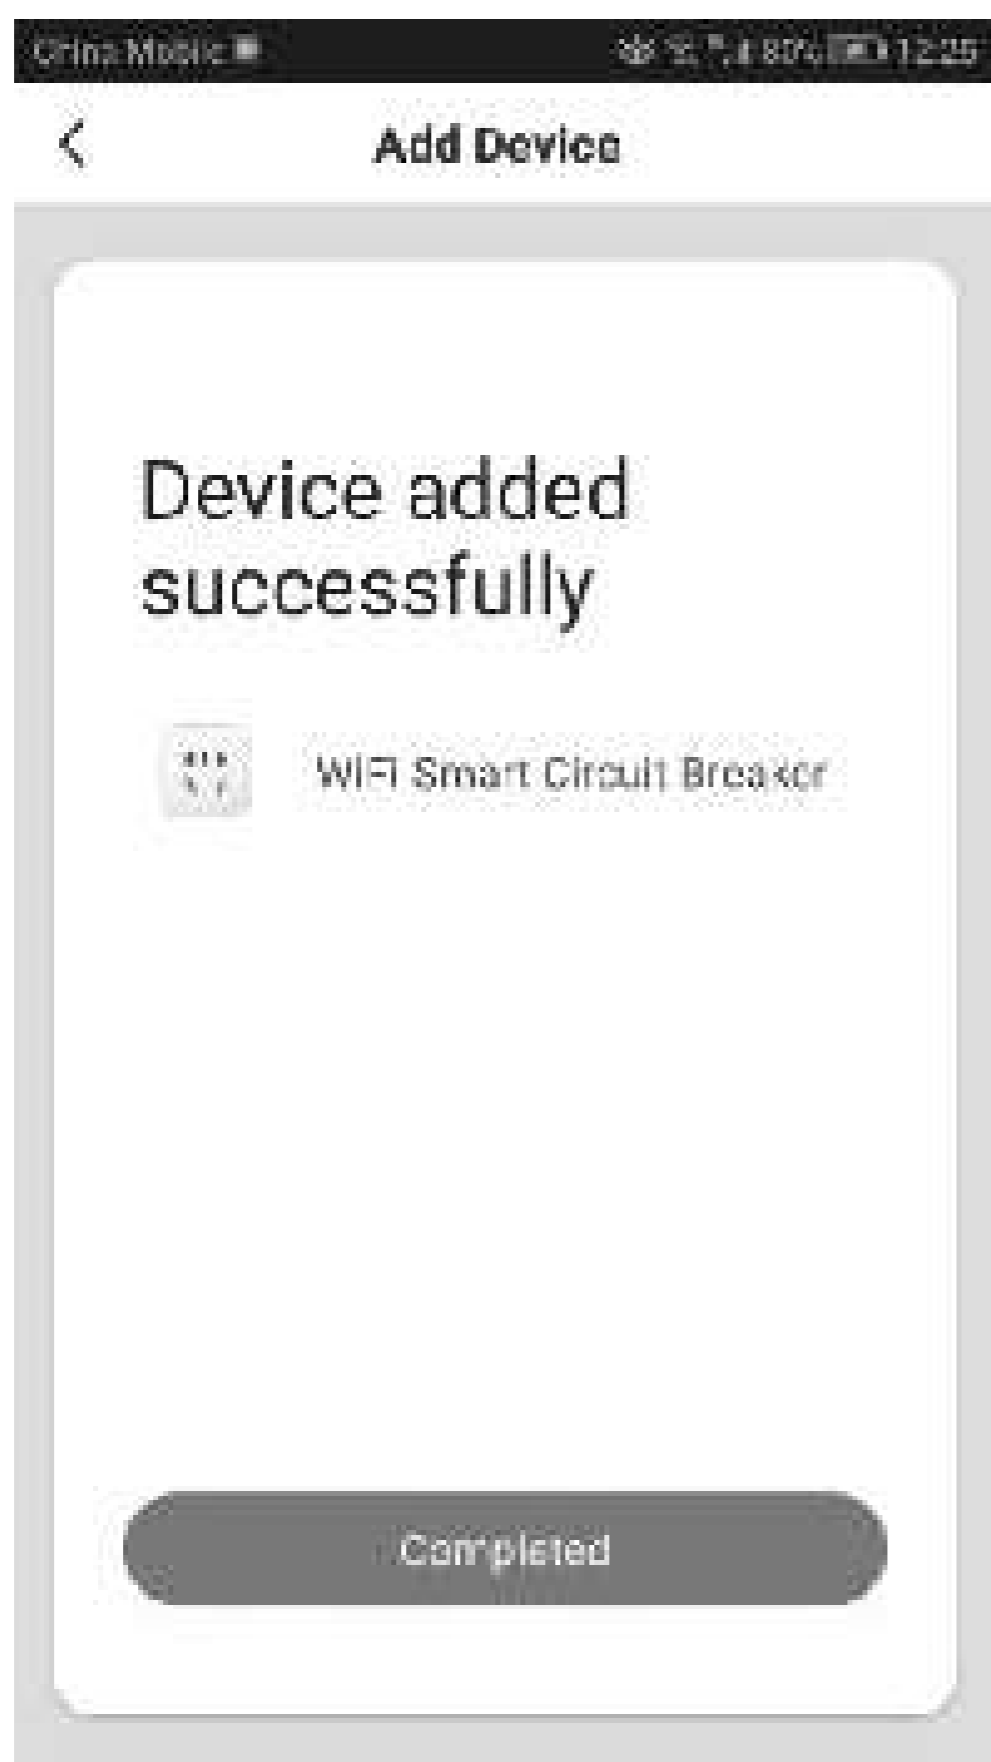 China Mobile 80% 12:25
Add Device
Device added
successfully
WIFI Smart Circuit Breaker
Completed